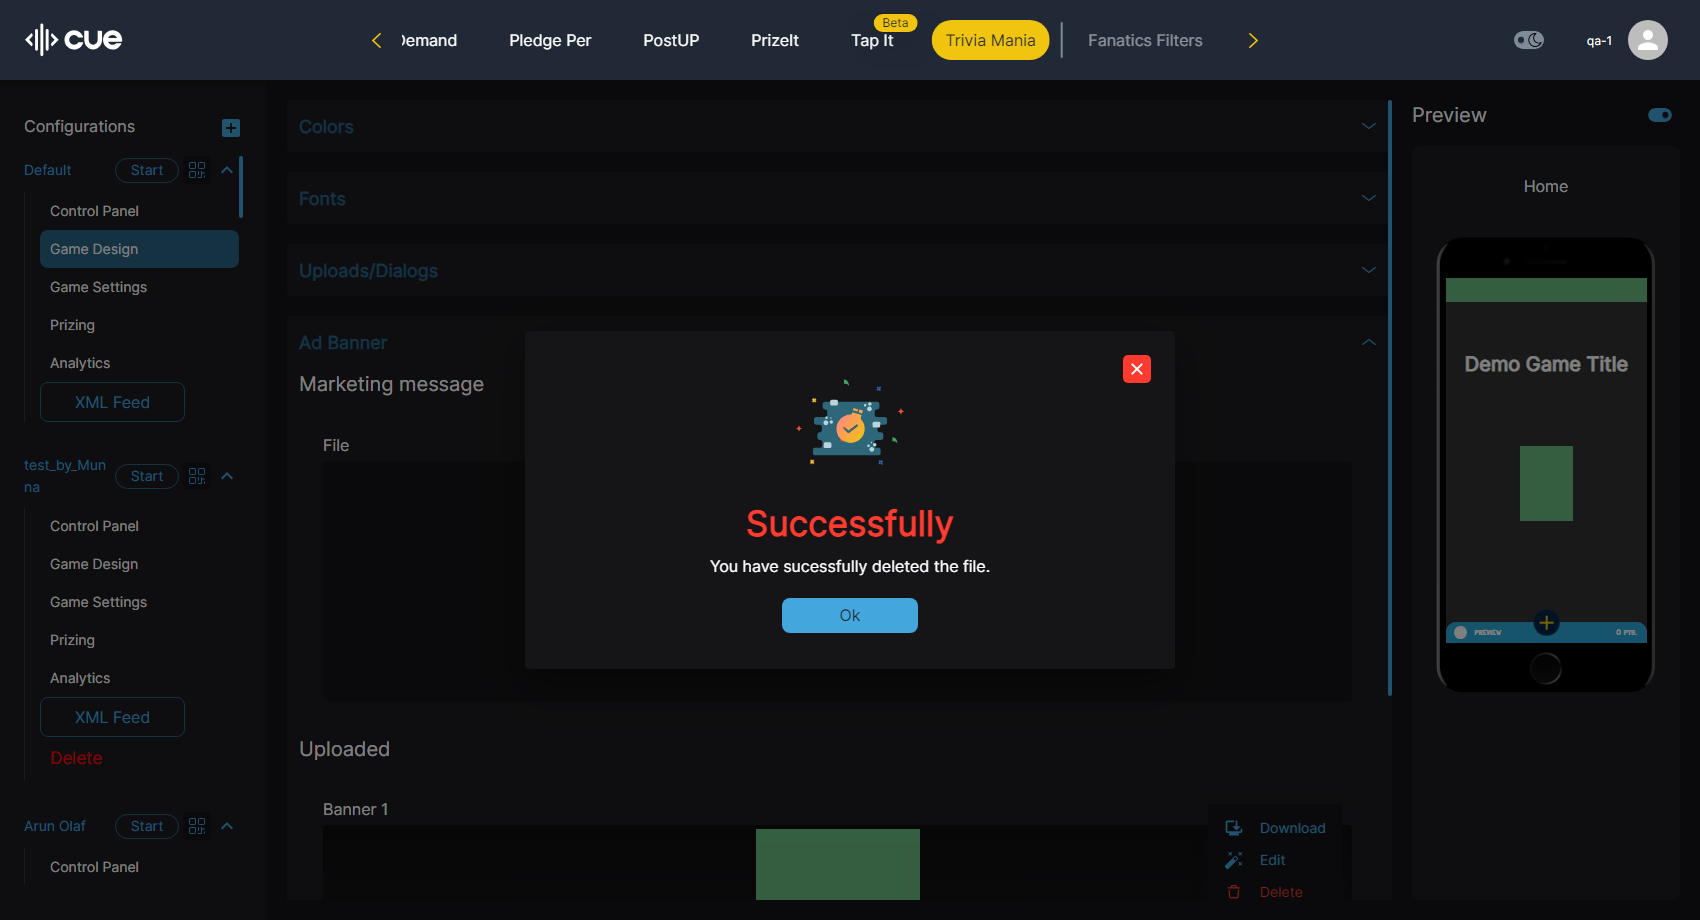 cue
Demand
Pledge Per
PostUP
PrizeIt
Tap It
Beta
Trivia Mania
Fanatics Filters
qa-1
Configurations
Default
Start
Control Panel
Game Design
Game Settings
Prizing
Analytics
XML Feed
test_by_Mun
na
Start
Control Panel
Game Design
Game Settings
Prizing
Analytics
XML Feed
Delete
Arun Olaf
Start
Control Panel
Colors
Fonts
Uploads/Dialogs
Ad Banner
Marketing message
File
Successfully
You have sucessfully deleted the file.
Ok
Uploaded
Banner 1
Download
Edit
Delete
Preview
Home
Demo Game Title
PREVIEW
0 PTS.